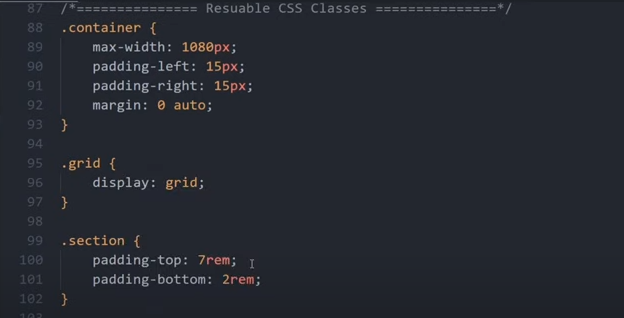 87 /*=============== Resuable CSS Classes ===============*/
88 .container {
89 max-width: 1080px;
90 padding-left: 15px;
91 padding-right: 15px;
92 margin: 0 auto;
93 }
94
95 .grid {
96 display: grid;
97 }
98
99 .section {
100 padding-top: 7rem;
101 padding-bottom: 2rem;
102 }
103